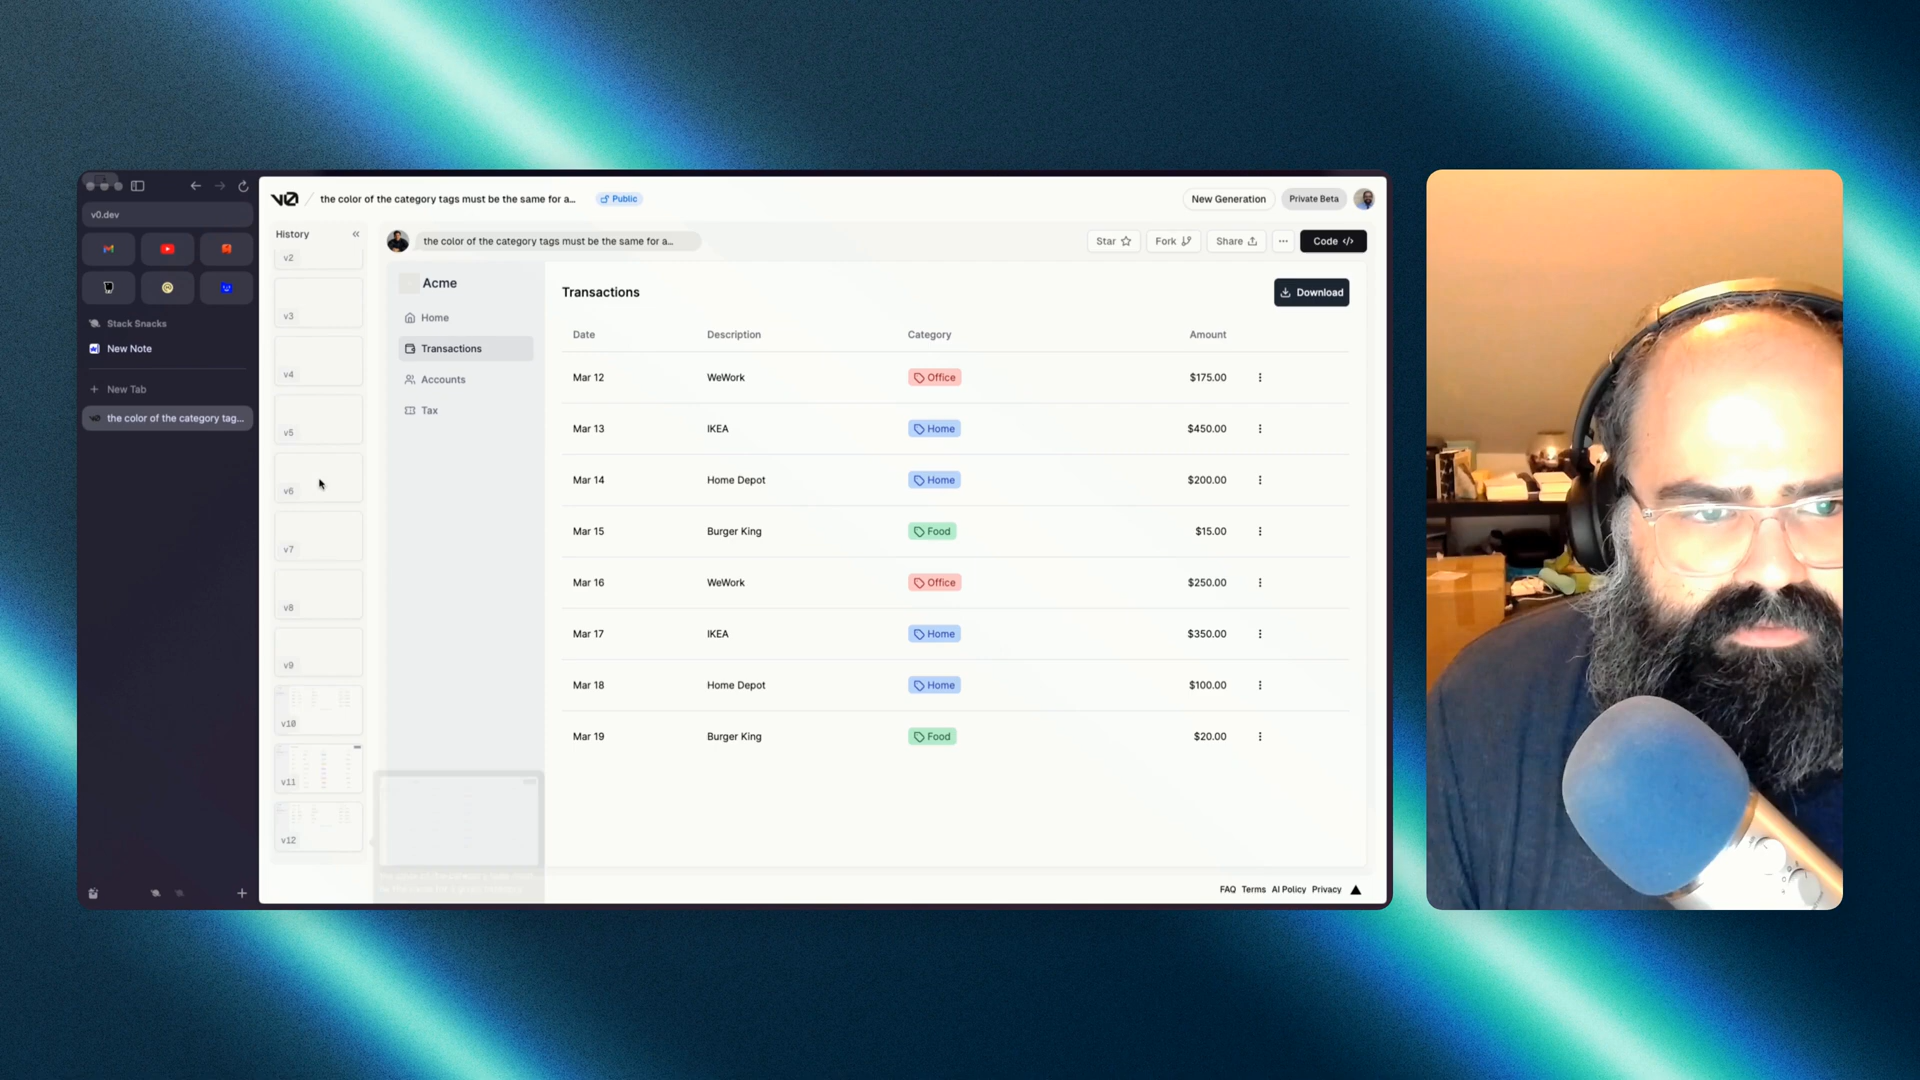 v0.dev
Stack Snacks
New Note
New Tab
the color of the category tag...
v0 / the color of the category tags must be the same for a... Public
New Generation Private Beta
History
v2
v3
v4
v5
v6
v7
v8
v9
v10
v11
v12
the color of the category tags must be the same for a...
Star Fork Share ... Code </>
Acme
Home
Transactions
Accounts
Tax
Transactions
Download
Date Description Category Amount
Mar 12 WeWork Office $175.00
Mar 13 IKEA Home $450.00
Mar 14 Home Depot Home $200.00
Mar 15 Burger King Food $15.00
Mar 16 WeWork Office $250.00
Mar 17 IKEA Home $350.00
Mar 18 Home Depot Home $100.00
Mar 19 Burger King Food $20.00
FAQ Terms AI Policy Privacy